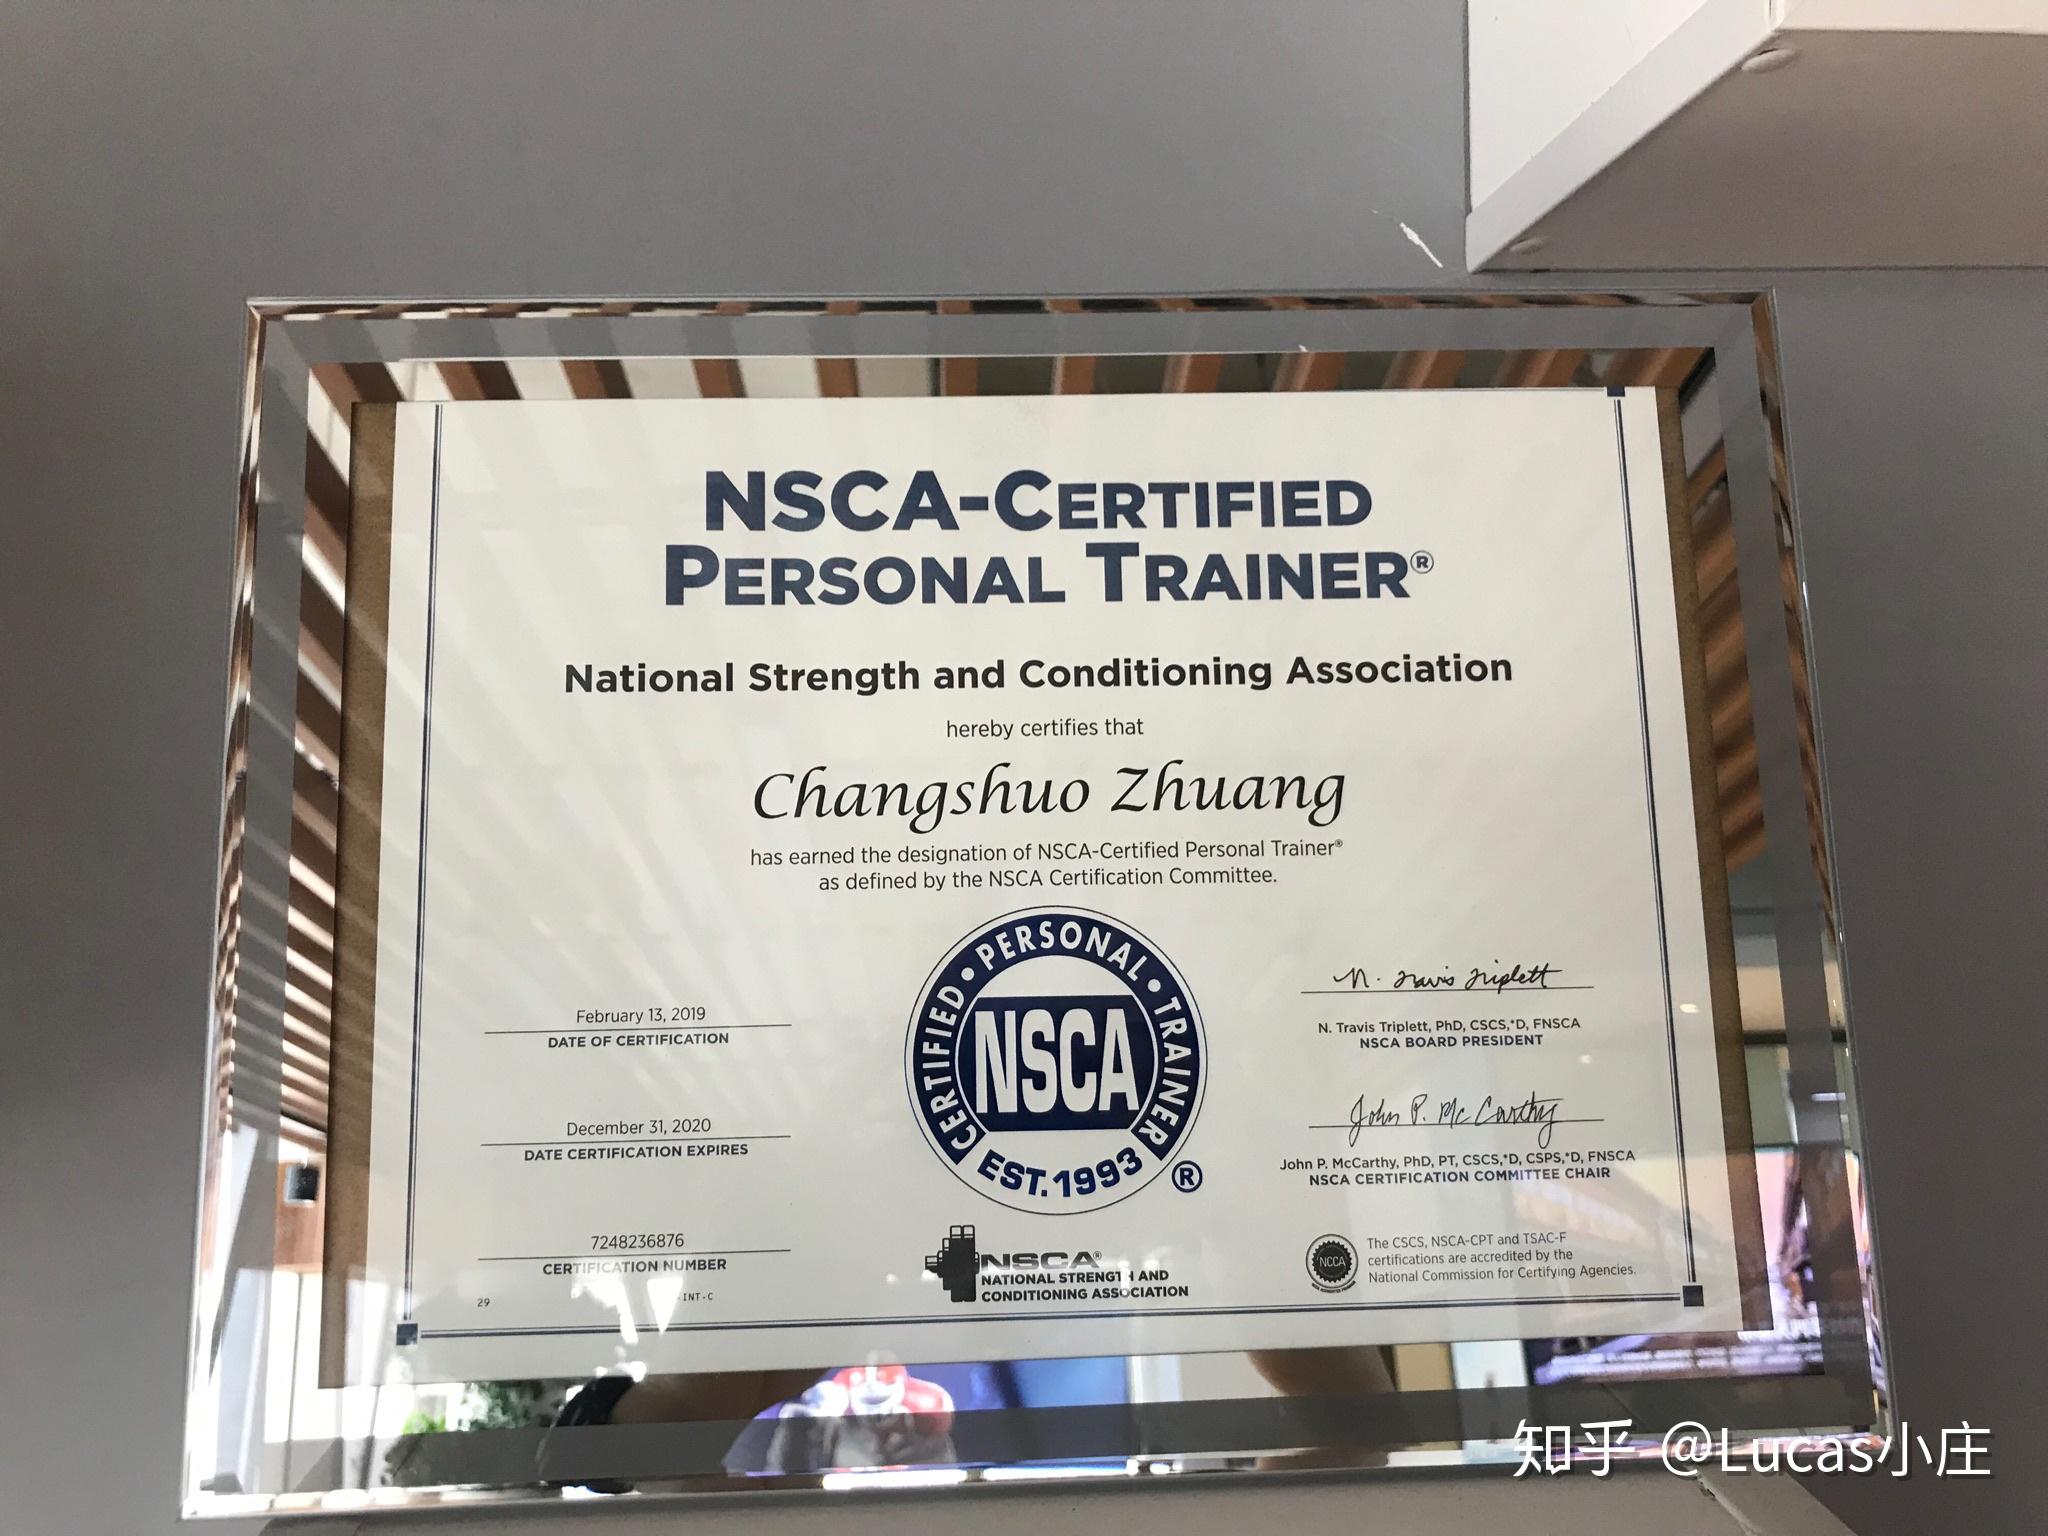 NSCA-CERTIFIED
PERSONAL TRAINER®
National Strength and Conditioning Association
hereby certifies that
Changshuo Zhuang
has earned the designation of NSCA-Certified Personal Trainer®
as defined by the NSCA Certification Committee.
February 13, 2019
DATE OF CERTIFICATION
December 31, 2020
DATE CERTIFICATION EXPIRES
7248236876
CERTIFICATION NUMBER
29
-INT-C
CERTIFIED • PERSONAL • TRAINER
NSCA
EST. 1993
®
NSCA®
NATIONAL STRENGTH AND
CONDITIONING ASSOCIATION
N. Travis Triplett
N. Travis Triplett, PhD, CSCS,*D, FNSCA
NSCA BOARD PRESIDENT
John P. McCarthy
John P. McCarthy, PhD, PT, CSCS,*D, CSPS,*D, FNSCA
NSCA CERTIFICATION COMMITTEE CHAIR
NCCA
The CSCS, NSCA-CPT and TSAC-F
certifications are accredited by the
National Commission for Certifying Agencies.
知乎 @Lucas小庄